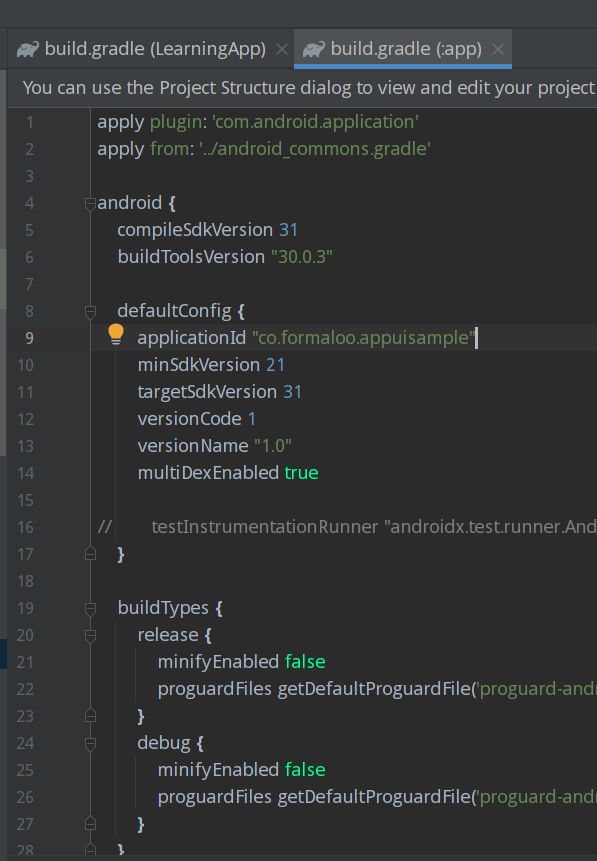 build.gradle (LearningApp) build.gradle (:app)
You can use the Project Structure dialog to view and edit your project
1 apply plugin: 'com.android.application'
2 apply from: '../android_commons.gradle'
3
4 android {
5 compileSdkVersion 31
6 buildToolsVersion "30.0.3"
7
8 defaultConfig {
9 applicationId "co.formaloo.appuisample"
10 minSdkVersion 21
11 targetSdkVersion 31
12 versionCode 1
13 versionName "1.0"
14 multiDexEnabled true
15
16 // testInstrumentationRunner "androidx.test.runner.And
17 }
18
19 buildTypes {
20 release {
21 minifyEnabled false
22 proguardFiles getDefaultProguardFile('proguard-and
23 }
24 debug {
25 minifyEnabled false
26 proguardFiles getDefaultProguardFile('proguard-and
27 }
28 }